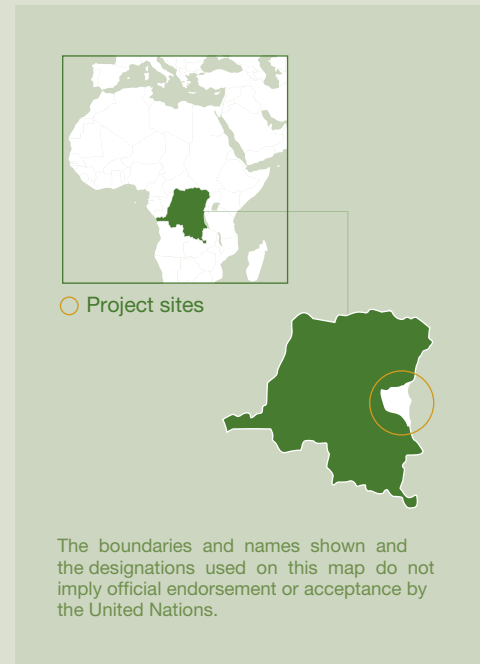 Project sites
The boundaries and names shown and
the designations used on this map do not
imply official endorsement or acceptance by
the United Nations.